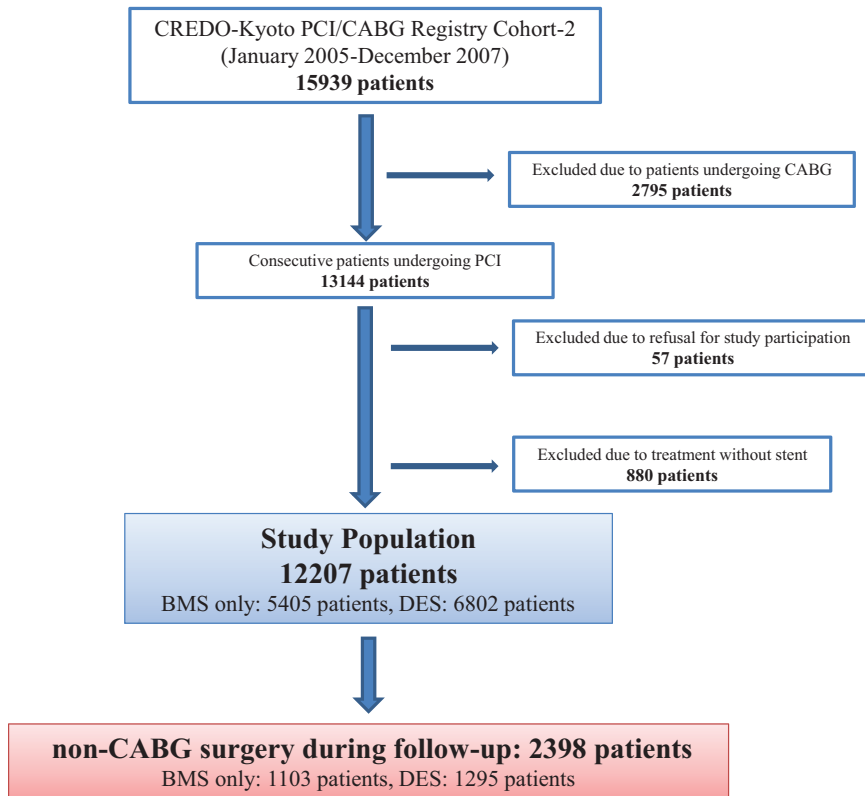 CREDO-Kyoto PCI/CABG Registry Cohort-2
(January 2005-December 2007)
15939 patients
Excluded due to patients undergoing CABG
2795 patients
Consecutive patients undergoing PCI
13144 patients
Excluded due to refusal for study participation
57 patients
Excluded due to treatment without stent
880 patients
Study Population
12207 patients
BMS only: 5405 patients, DES: 6802 patients
non-CABG surgery during follow-up: 2398 patients
BMS only: 1103 patients, DES: 1295 patients